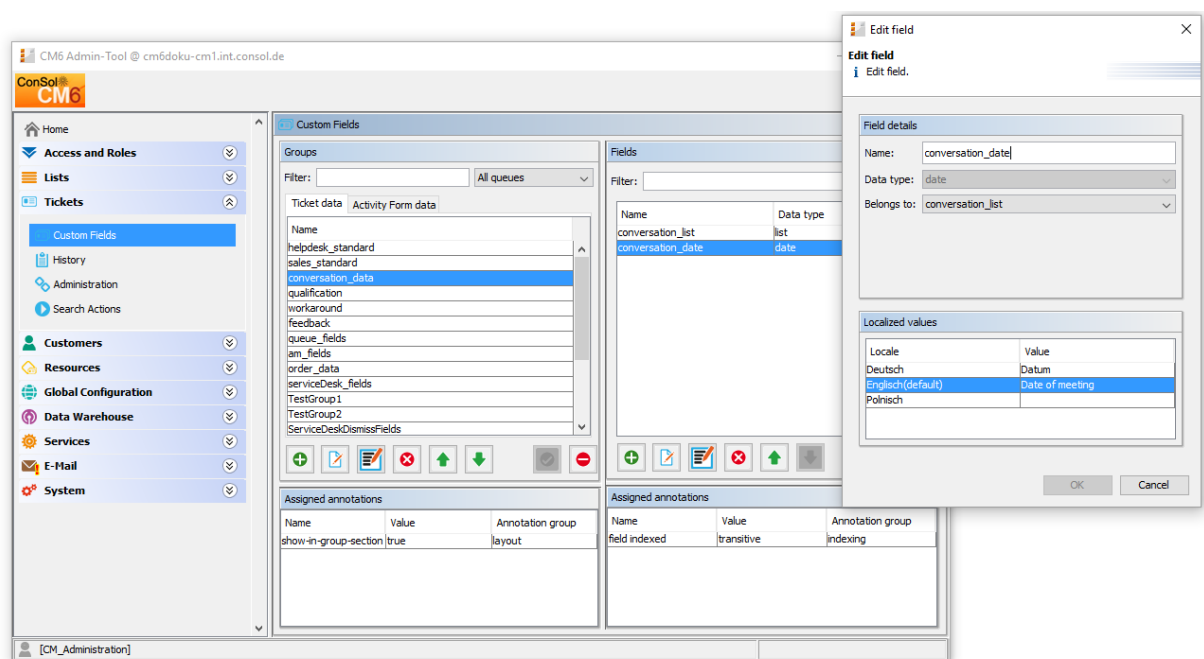 CM6 Admin-Tool @ cm6doku-cm1.int.consol.de
ConSol
CM6
Home
Access and Roles
Lists
Tickets
Custom Fields
History
Administration
Search Actions
Customers
Resources
Global Configuration
Data Warehouse
Services
E-Mail
System
Custom Fields
Groups
Filter:
All queues
Ticket data Activity Form data
Name
helpdesk_standard
sales_standard
conversation_data
qualification
workaround
feedback
queue_fields
am_fields
order_data
serviceDesk_fields
TestGroup1
TestGroup2
ServiceDeskDismissFields
Assigned annotations
Name Value Annotation group
show-in-group-section true layout
Fields
Filter:
Name Data type
conversation_list list
conversation_date date
Assigned annotations
Name Value Annotation group
field indexed transitive indexing
[CM_Administration]
Edit field
Edit field
i Edit field.
Field details
Name: conversation_date
Data type: date
Belongs to: conversation_list
Localized values
Locale Value
Deutsch Datum
Englisch(default) Date of meeting
Polnisch
OK Cancel